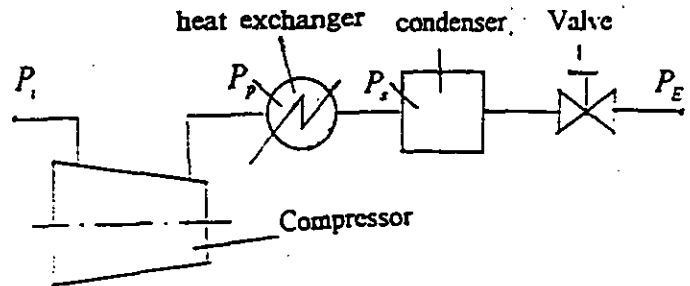 heat exchanger condenser. Valve
P_i P_p P_s P_E
Compressor